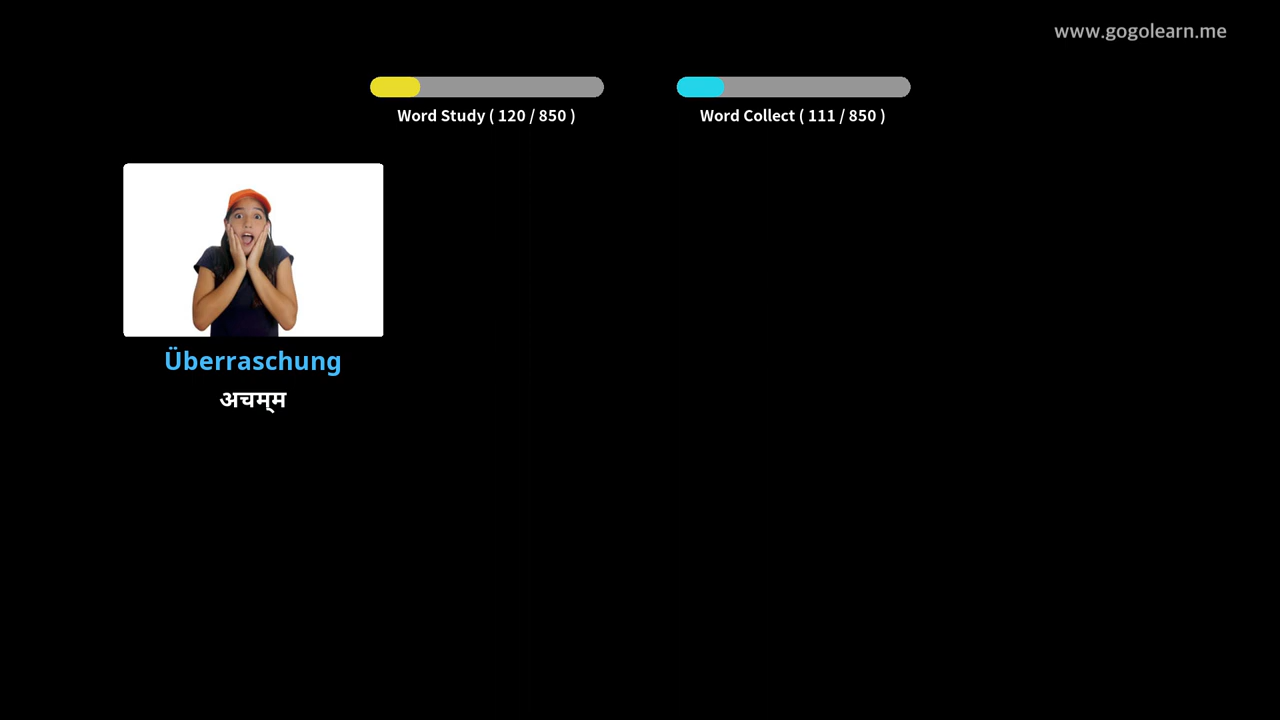 www.gogolearn.me
Word Study ( 120 / 850 )
Word Collect ( 111 / 850 )
Überraschung
अचम्म